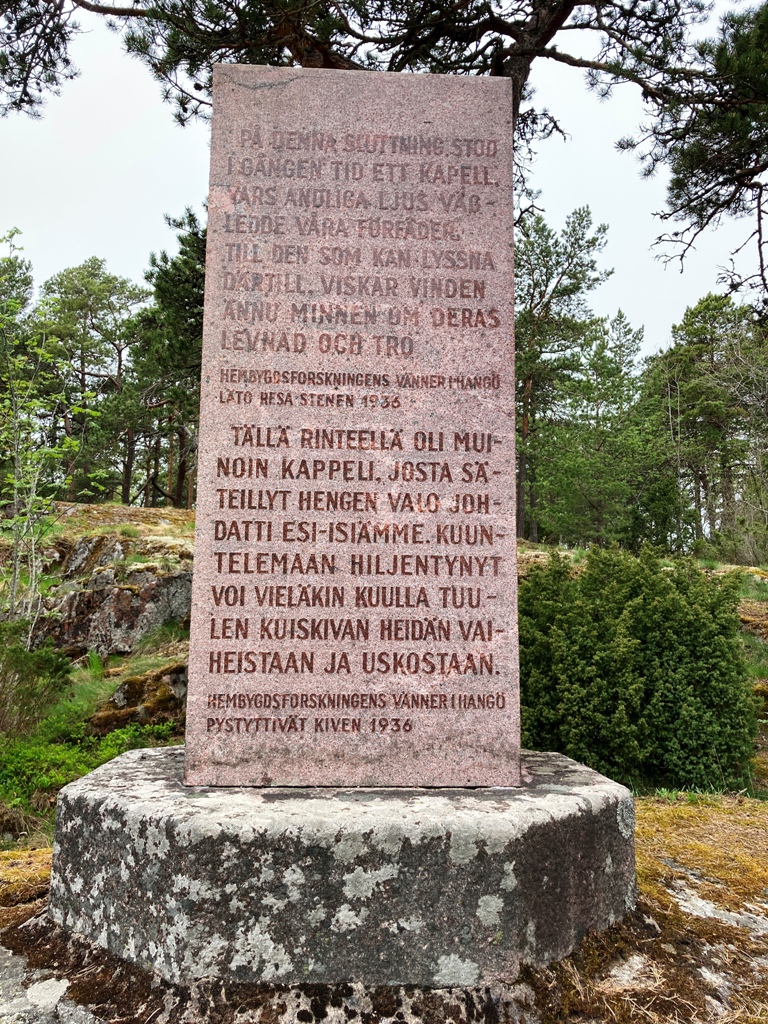 PÅ DENNA SLUTTNING STOD
I GÅNGEN TID ETT KAPELL,
VARS ANDLIGA LJUS VÄG-
LEDDE VÅRA FÖRFÄDER.
TILL DEN SOM KAN LYSSNA
DÄRTILL, VISKAR VINDEN
ÄNNU MINNEN OM DERAS
LEVNAD OCH TRO
HEMBYGDSFORSKNINGENS VÄNNER I HANGÖ
LÄTO RESA STENEN 1936
TÄLLÄ RINTEELLÄ OLI MUI-
NOIN KAPPELI, JOSTA SÄ-
TEILLYT HENGEN VALO JOH-
DATTI ESI-ISIÄMME. KUUN-
TELEMAAN HILJENTYNYT
VOI VIELÄKIN KUULLA TUU-
LEN KUISKIVAN HEIDÄN VAI-
HEISTAAN JA USKOSTAAN.
HEMBYGDSFORSKNINGENS VÄNNER I HANGÖ
PYSTYTTIVÄT KIVEN 1936